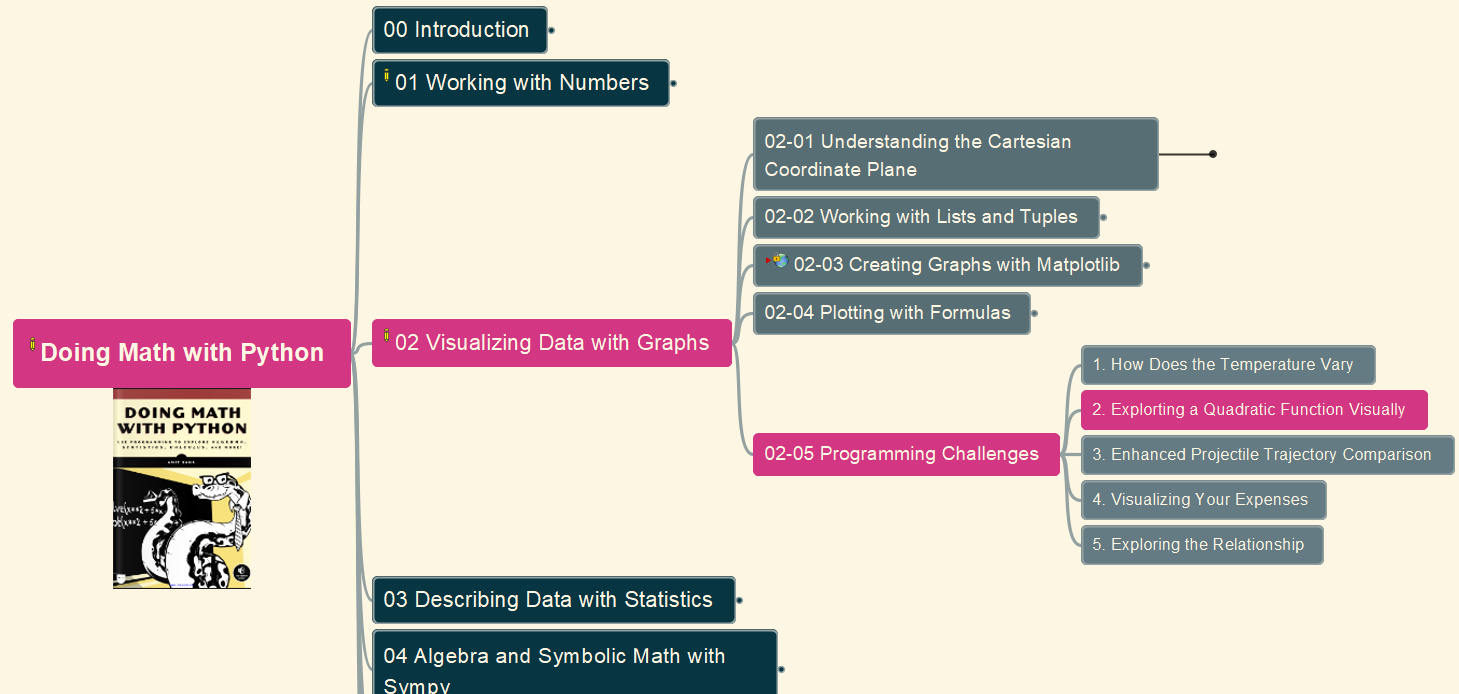 00 Introduction
01 Working with Numbers
02-01 Understanding the Cartesian
Coordinate Plane
02-02 Working with Lists and Tuples
02-03 Creating Graphs with Matplotlib
02-04 Plotting with Formulas
Doing Math with Python
02 Visualizing Data with Graphs
1. How Does the Temperature Vary
2. Explorting a Quadratic Function Visually
02-05 Programming Challenges
3. Enhanced Projectile Trajectory Comparison
4. Visualizing Your Expenses
5. Exploring the Relationship
DOING MATH
WITH PYTHON
03 Describing Data with Statistics
04 Algebra and Symbolic Math with
Sympy